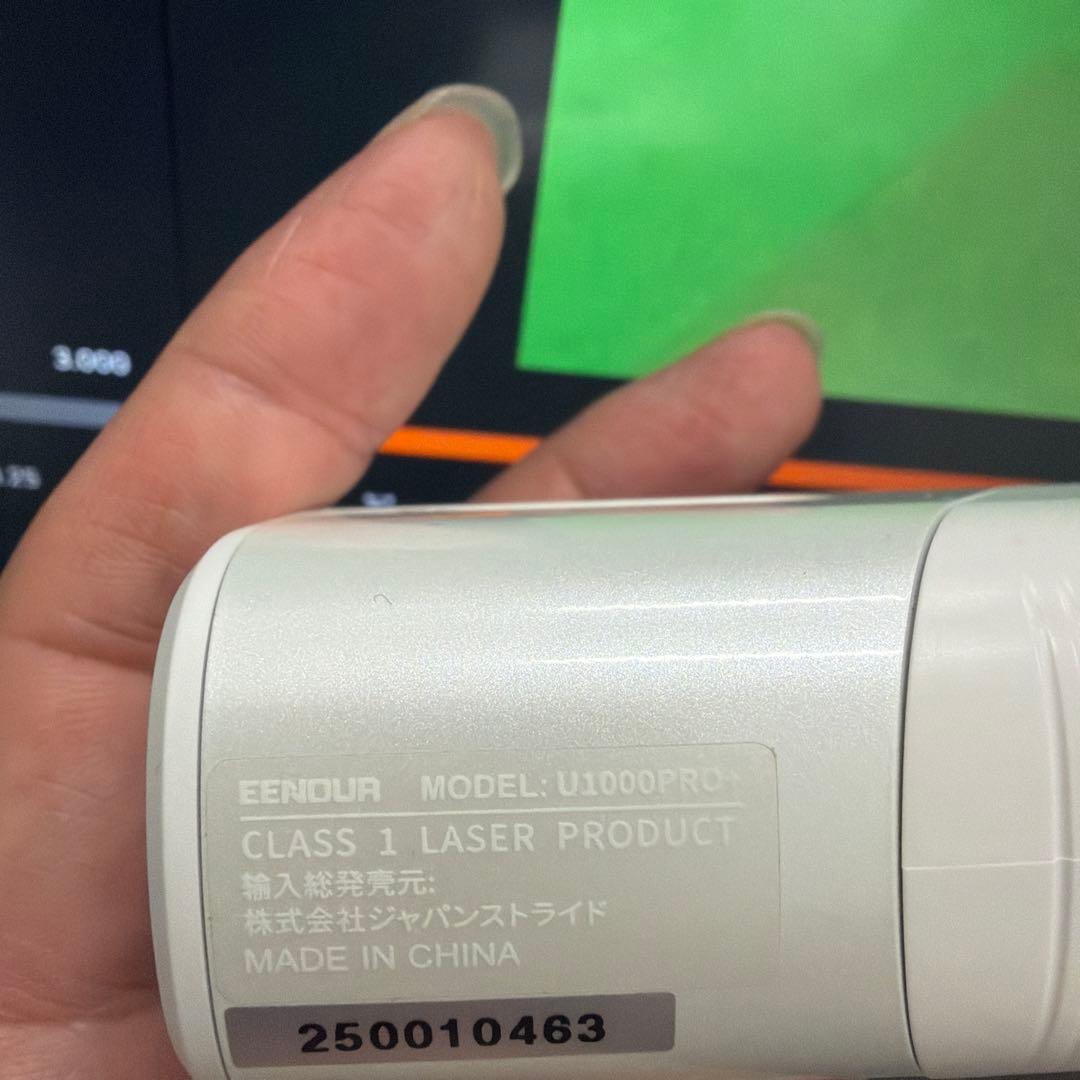 3.000
.25
EENOUR MODEL: U1000PRO+
CLASS 1 LASER PRODUCT
輸入総発売元:
株式会社ジャパンストライド
MADE IN CHINA
250010463